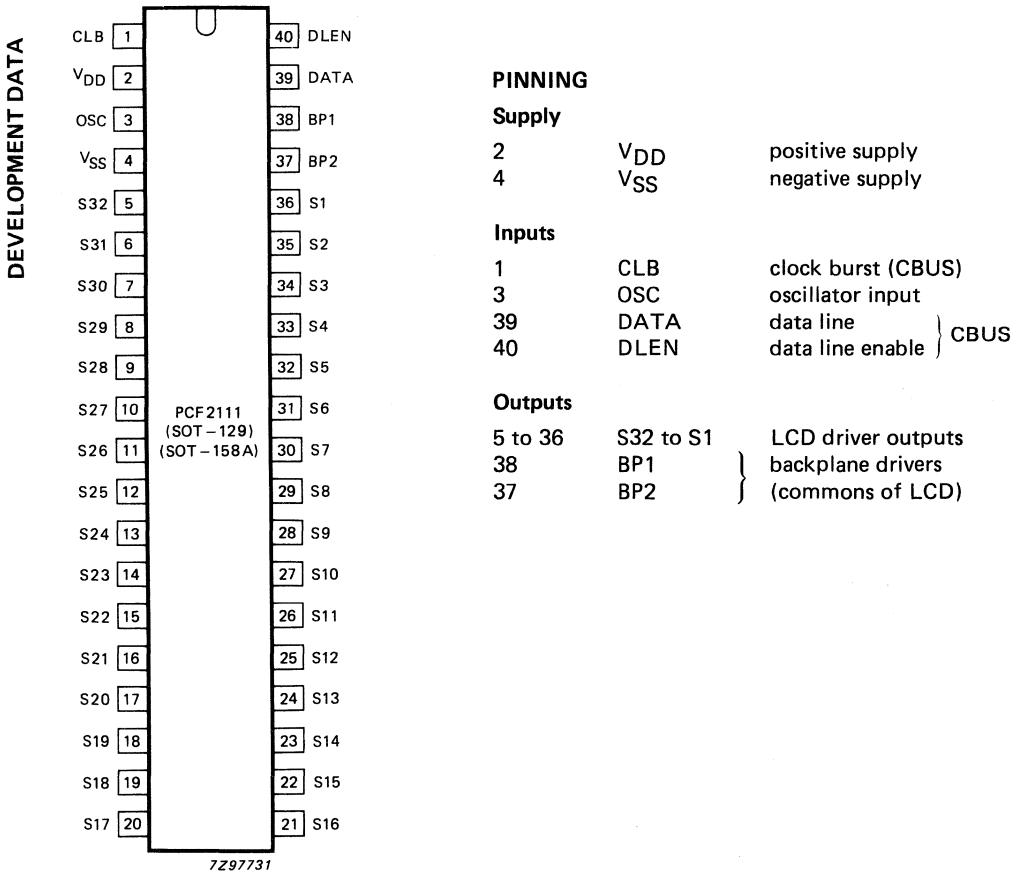 DEVELOPMENT DATA
CLB 1
VDD 2
OSC 3
VSS 4
S32 5
S31 6
S30 7
S29 8
S28 9
S27 10
S26 11
S25 12
S24 13
S23 14
S22 15
S21 16
S20 17
S19 18
S18 19
S17 20
PCF2111
(SOT–129)
(SOT–158A)
40 DLEN
39 DATA
38 BP1
37 BP2
36 S1
35 S2
34 S3
33 S4
32 S5
31 S6
30 S7
29 S8
28 S9
27 S10
26 S11
25 S12
24 S13
23 S14
22 S15
21 S16
7Z97731
PINNING
Supply
2 VDD positive supply
4 VSS negative supply
Inputs
1 CLB clock burst (CBUS)
3 OSC oscillator input
39 DATA data line
40 DLEN data line enable
CBUS
Outputs
5 to 36 S32 to S1 LCD driver outputs
38 BP1 backplane drivers
37 BP2 (commons of LCD)